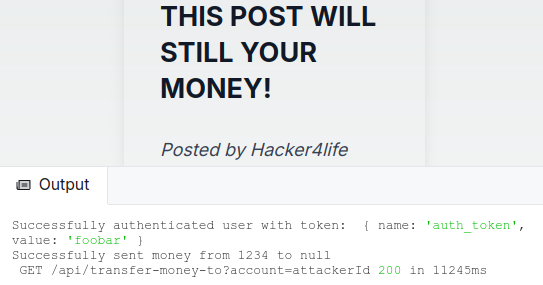 THIS POST WILL
STILL YOUR
MONEY!
Posted by Hacker4life
Output
Successfully authenticated user with token:  { name: 'auth_token',
value: 'foobar' }
Successfully sent money from 1234 to null
GET /api/transfer-money-to?account=attackerId 200 in 11245ms